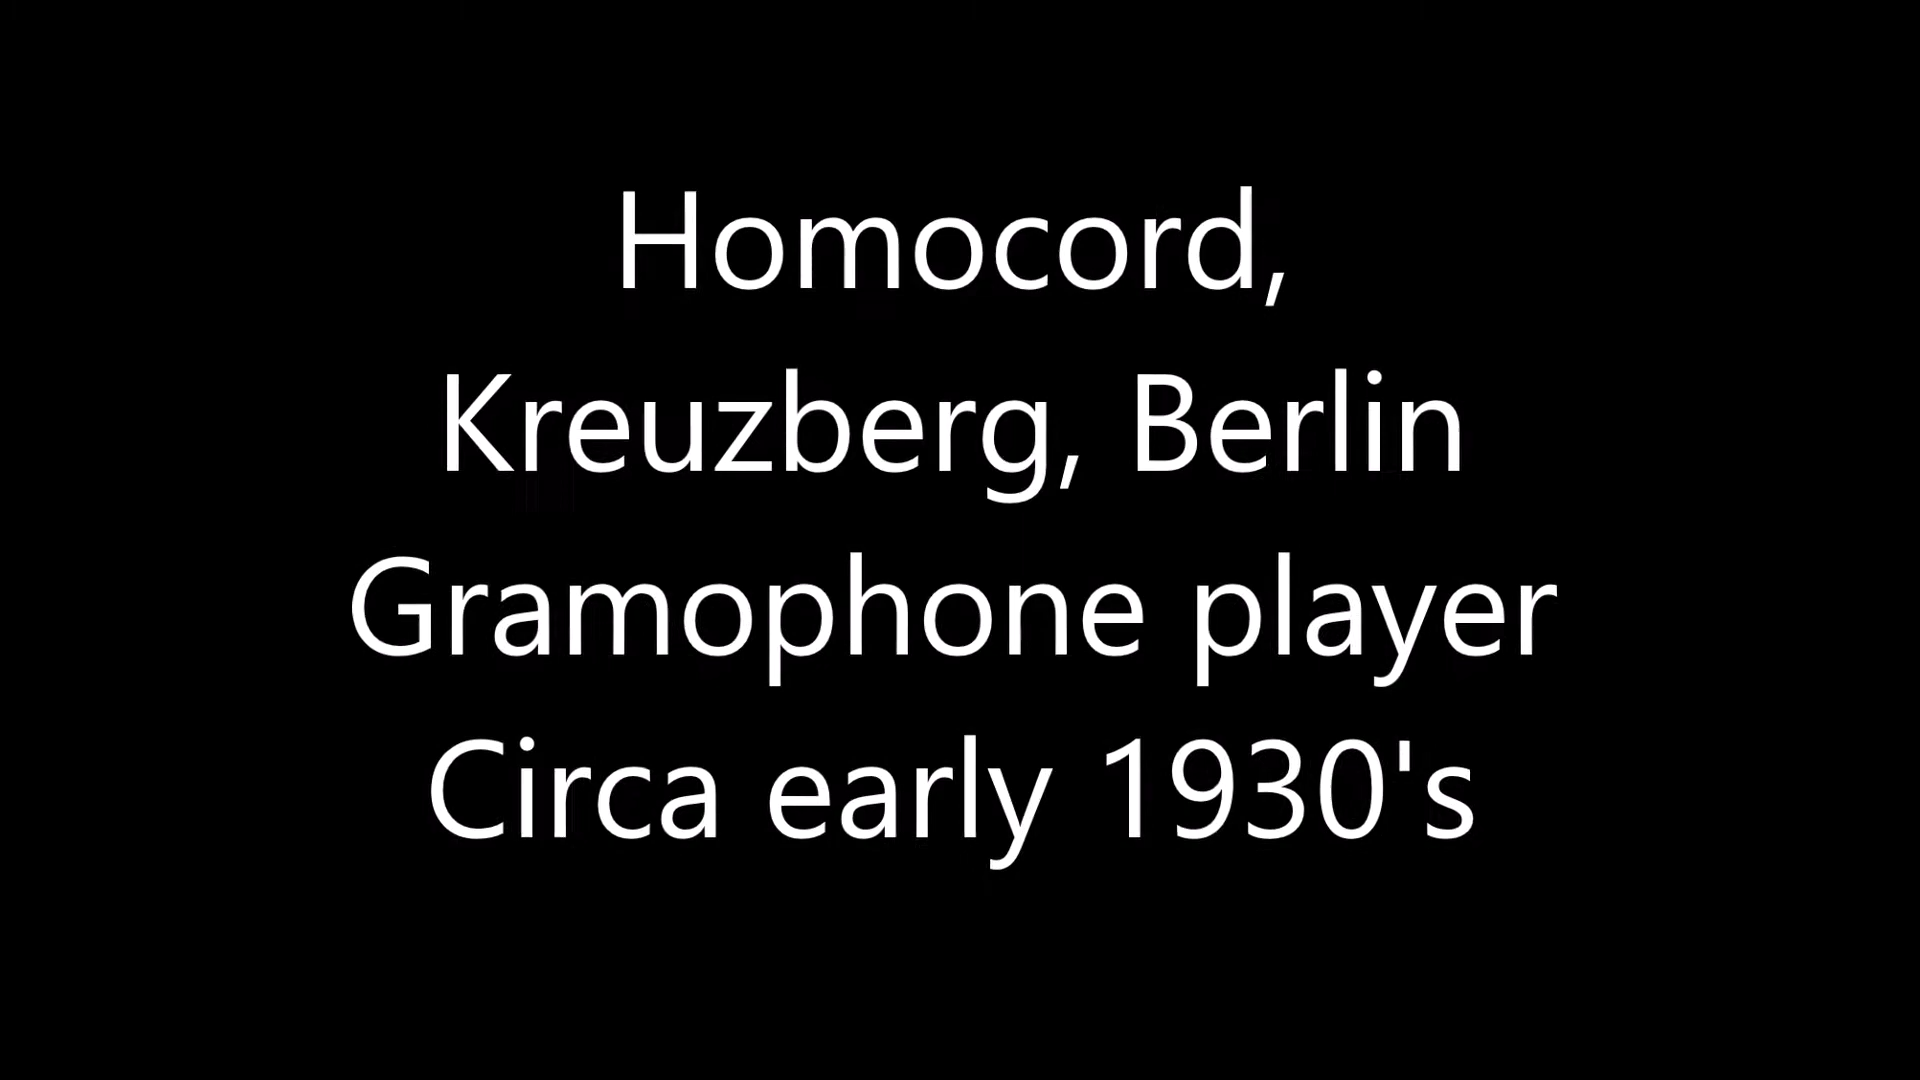 Homocord,
Kreuzberg, Berlin
Gramophone player
Circa early 1930's